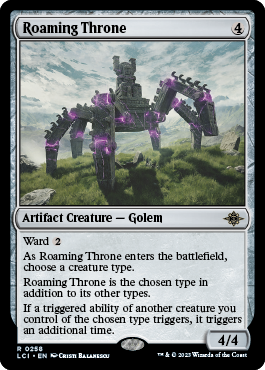 Roaming Throne 4
Artifact Creature — Golem
Ward 2
As Roaming Throne enters the battlefield,
choose a creature type.
Roaming Throne is the chosen type in
addition to its other types.
If a triggered ability of another creature you
control of the chosen type triggers, it triggers
an additional time.
4/4
R 0258
LCI • EN Cristi Balanescu
™ & © 2023 Wizards of the Coast